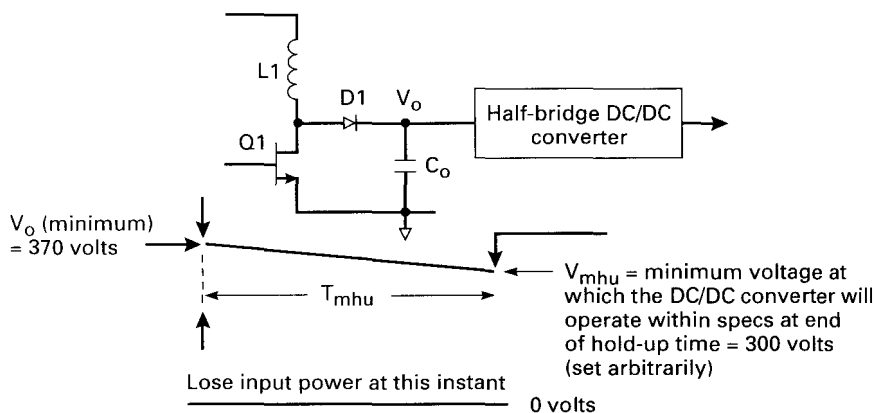 L1
D1
Vₒ
Half-bridge DC/DC
converter
Q1
Cₒ
Vₒ (minimum)
= 370 volts
Tₘₕᵤ
Vₘₕᵤ = minimum voltage at
which the DC/DC converter will
operate within specs at end
of hold-up time = 300 volts
(set arbitrarily)
Lose input power at this instant
0 volts